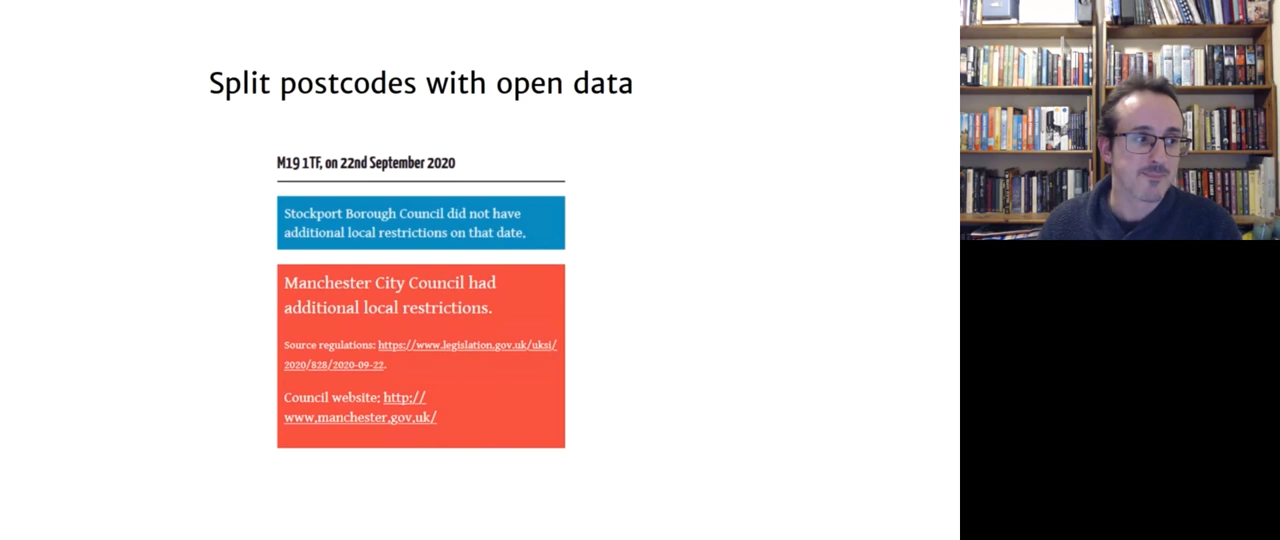 Split postcodes with open data
M19 1TF, on 22nd September 2020
Stockport Borough Council did not have
additional local restrictions on that date.
Manchester City Council had
additional local restrictions.
Source regulations: https://www.legislation.gov.uk/uksi/
2020/828/2020-09-22.
Council website: http://
www.manchester.gov.uk/